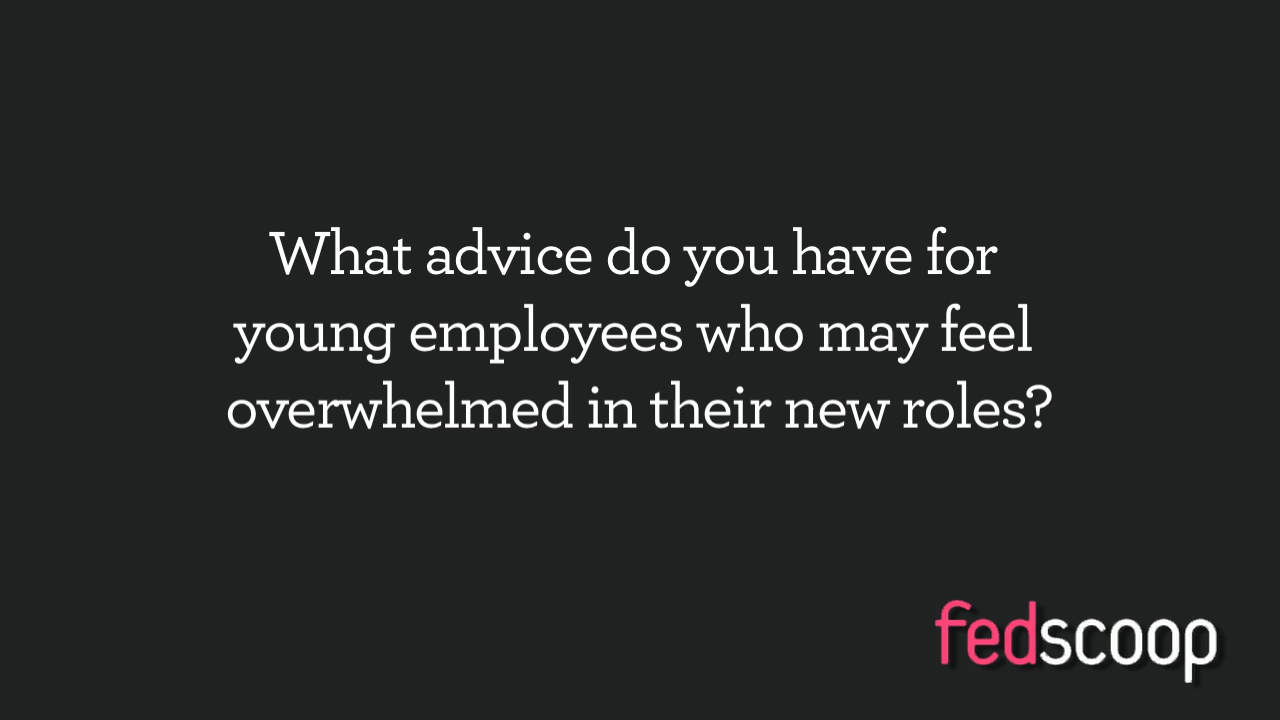 What advice do you have for
young employees who may feel
overwhelmed in their new roles?
fedscoop